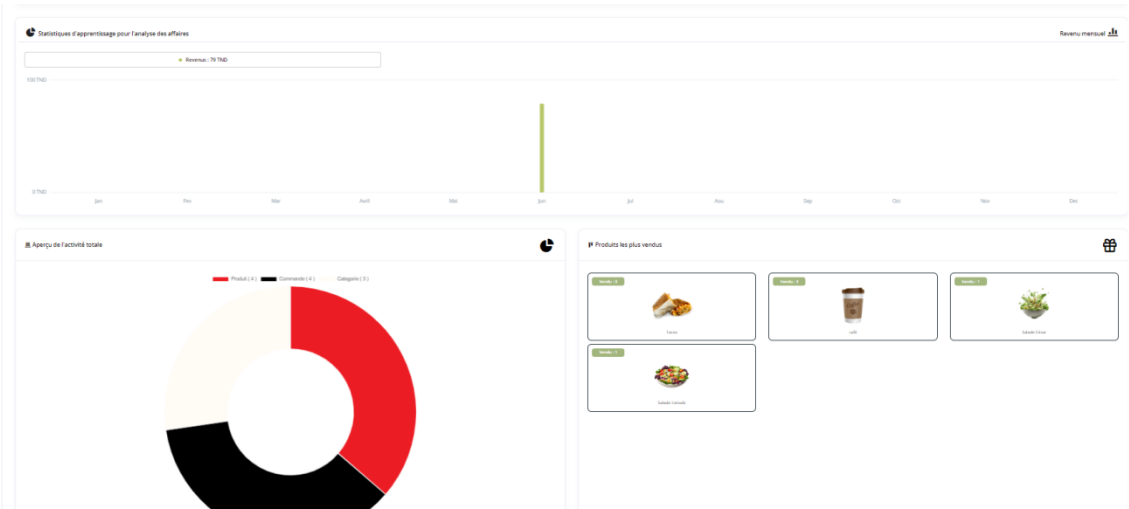 Statistiques d'apprentissage pour l'analyse des affaires
Revenu mensuel
Revenus : 79 TND
100 TND
0 TND
Jan Fev Mar Avril Mai Jun Jul Aou Sep Oct Nov Dec
Aperçu de l'activité totale
Produit ( 4 ) Commande ( 4 ) Categorie ( 3 )
Produits les plus vendus
Tacos
café
Salade César
Salade Variade